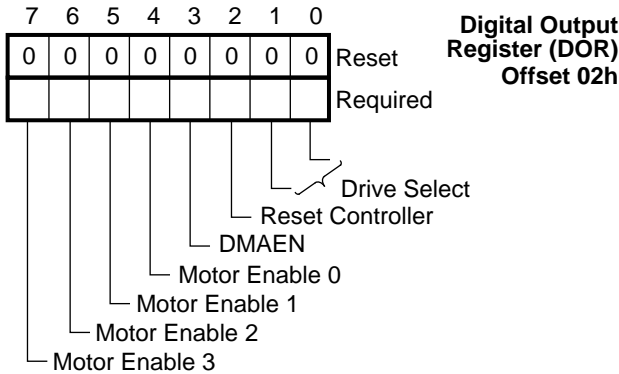 7 6 5 4 3 2 1 0
Digital Output
Register (DOR)
Offset 02h
0 0 0 0 0 0 0 0 Reset
Required
Drive Select
Reset Controller
DMAEN
Motor Enable 0
Motor Enable 1
Motor Enable 2
Motor Enable 3